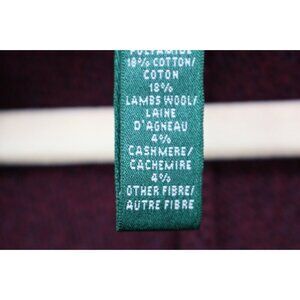 POLYAMIDE
18% COTTON/
COTON
18%
LAMBS WOOL/
LAINE
D'AGNEAU
4%
CASHMERE/
CACHEMIRE
4%
OTHER FIBRE/
AUTRE FIBRE